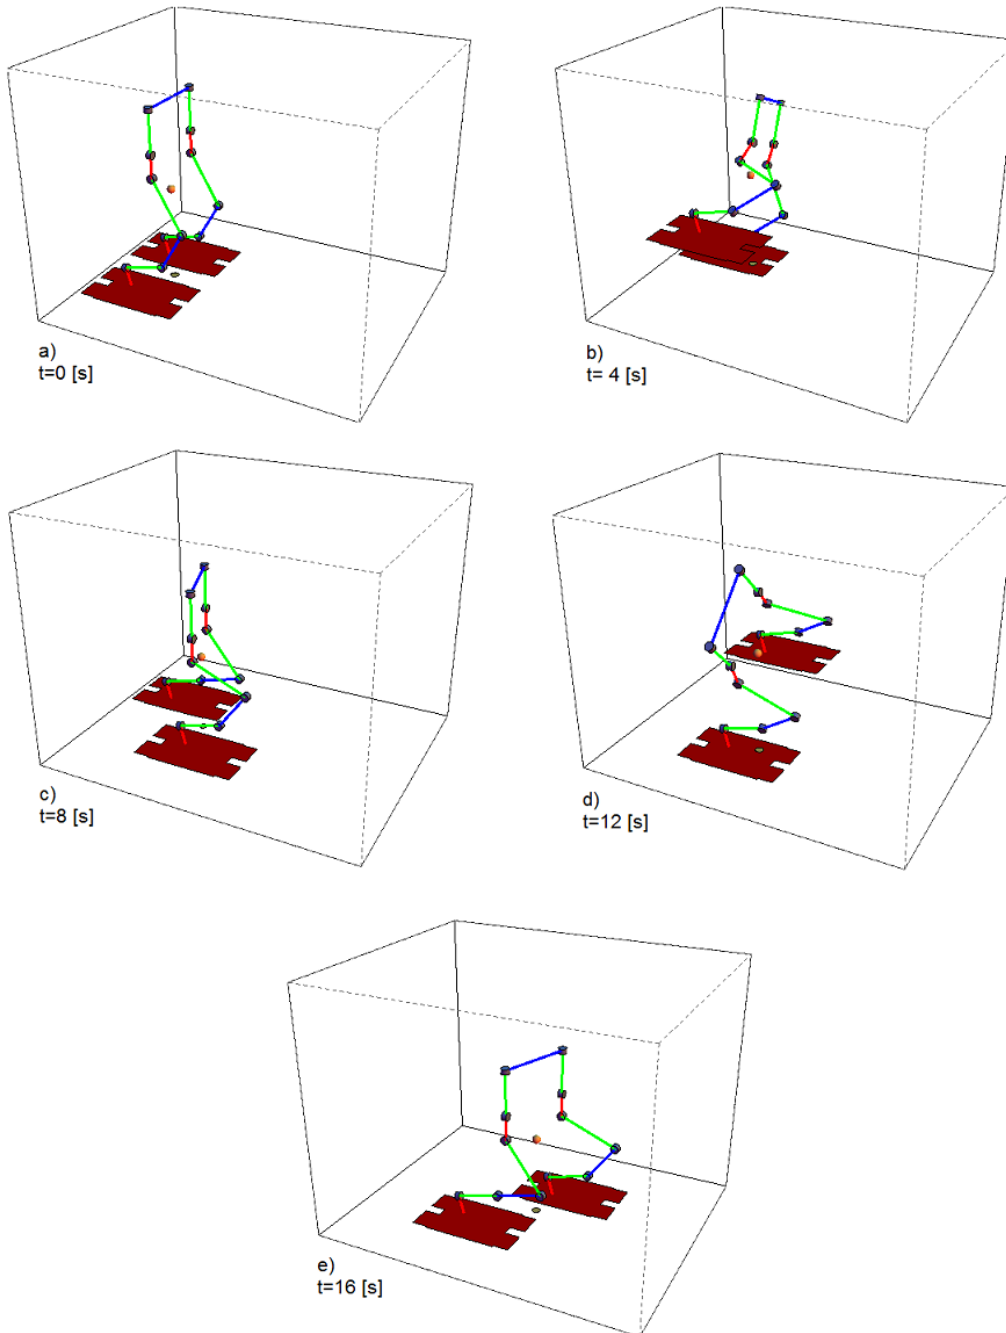 a)
t=0 [s]
b)
t= 4 [s]
c)
t=8 [s]
d)
t=12 [s]
e)
t=16 [s]